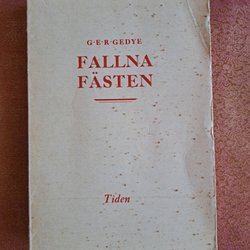 G·E·R·GEDYE
FALLNA
FÄSTEN
Tiden